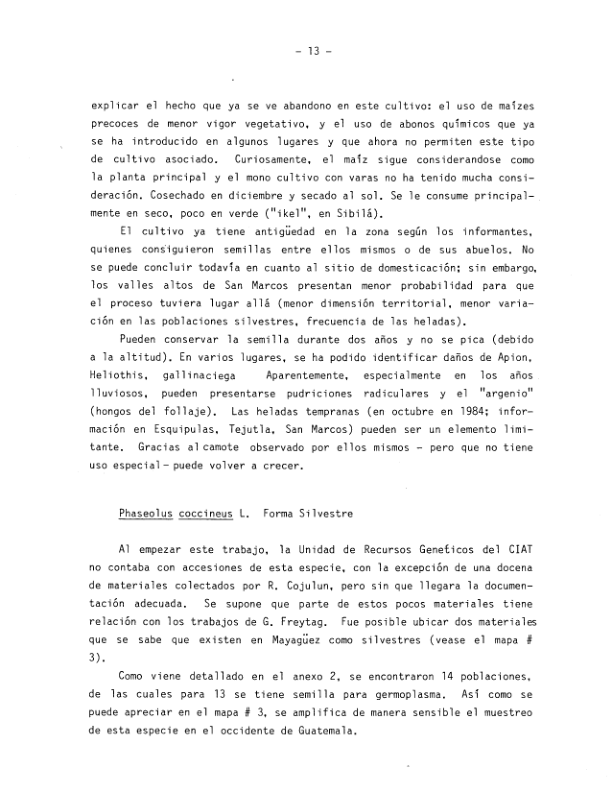 - 13 -
explicar el hecho que ya se ve abandono en este cultivo: el uso de maízes
precoces de menor vigor vegetativo, y el uso de abonos químicos que ya
se ha introducido en algunos lugares y que ahora no permiten este tipo
de cultivo asociado. Curiosamente, el maíz sigue considerandose como
la planta principal y el mono cultivo con varas no ha tenido mucha consi-
deración. Cosechado en diciembre y secado al sol. Se le consume principal-
mente en seco, poco en verde ("ikel", en Sibilá).
El cultivo ya tiene antigüedad en la zona según los informantes,
quienes consiguieron semillas entre ellos mismos o de sus abuelos. No
se puede concluir todavía en cuanto al sitio de domesticación; sin embargo,
los valles altos de San Marcos presentan menor probabilidad para que
el proceso tuviera lugar allá (menor dimensión territorial, menor varia-
ción en las poblaciones silvestres, frecuencia de las heladas).
Pueden conservar la semilla durante dos años y no se pica (debido
a la altitud). En varios lugares, se ha podido identificar daños de Apion,
Heliothis, gallinaciega Aparentemente, especialmente en los años
lluviosos, pueden presentarse pudriciones radiculares y el "argenio"
(hongos del follaje). Las heladas tempranas (en octubre en 1984; infor-
mación en Esquipulas, Tejutla, San Marcos) pueden ser un elemento limi-
tante. Gracias al camote observado por ellos mismos - pero que no tiene
uso especial - puede volver a crecer.
Phaseolus coccineus L. Forma Silvestre
Al empezar este trabajo, la Unidad de Recursos Genéticos del CIAT
no contaba con accesiones de esta especie, con la excepción de una docena
de materiales colectados por R. Cojulun, pero sin que llegara la documen-
tación adecuada. Se supone que parte de estos pocos materiales tiene
relación con los trabajos de G. Freytag. Fue posible ubicar dos materiales
que se sabe que existen en Mayagüez como silvestres (vease el mapa #
3).
Como viene detallado en el anexo 2, se encontraron 14 poblaciones,
de las cuales para 13 se tiene semilla para germoplasma. Así como se
puede apreciar en el mapa # 3, se amplifica de manera sensible el muestreo
de esta especie en el occidente de Guatemala.